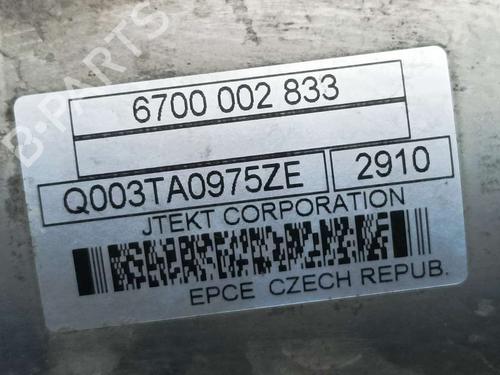 B-PARTS
6700 002 833
Q003TA0975ZE 2910
JTEKT CORPORATION
EPCE CZECH REPUB.